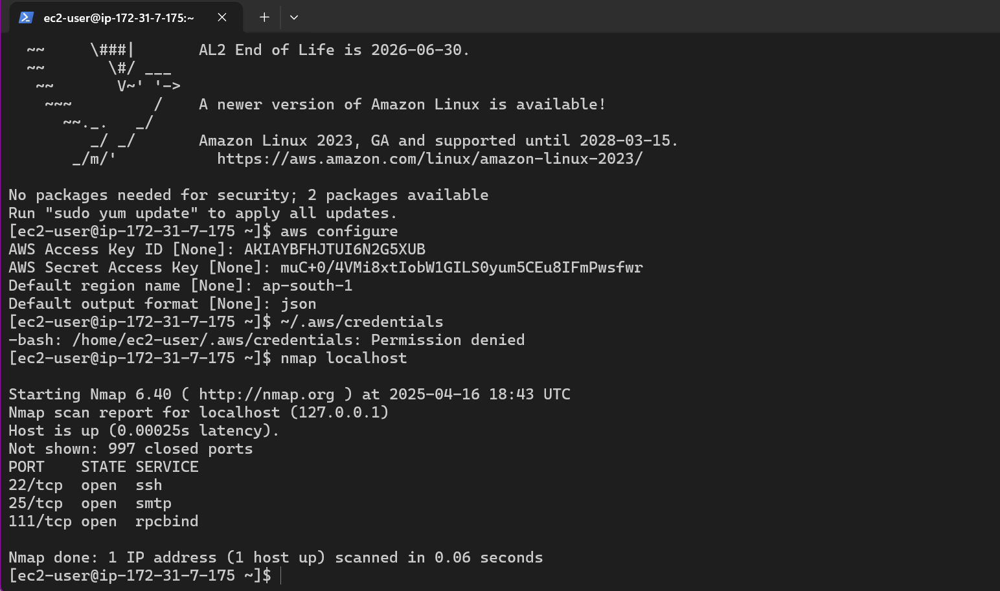 ec2-user@ip-172-31-7-175:~
~~     \###|       AL2 End of Life is 2026-06-30.
~~       \#/ ___
~~       V~' '->
~~~         /    A newer version of Amazon Linux is available!
~~._.   _/
_/ _/       Amazon Linux 2023, GA and supported until 2028-03-15.
_/m/'           https://aws.amazon.com/linux/amazon-linux-2023/
No packages needed for security; 2 packages available
Run "sudo yum update" to apply all updates.
[ec2-user@ip-172-31-7-175 ~]$ aws configure
AWS Access Key ID [None]: AKIAYBFHJTUI6N2G5XUB
AWS Secret Access Key [None]: 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
Default region name [None]: ap-south-1
Default output format [None]: json
[ec2-user@ip-172-31-7-175 ~]$ ~/.aws/credentials
-bash: /home/ec2-user/.aws/credentials: Permission denied
[ec2-user@ip-172-31-7-175 ~]$ nmap localhost
Starting Nmap 6.40 ( http://nmap.org ) at 2025-04-16 18:43 UTC
Nmap scan report for localhost (127.0.0.1)
Host is up (0.00025s latency).
Not shown: 997 closed ports
PORT    STATE SERVICE
22/tcp  open  ssh
25/tcp  open  smtp
111/tcp open  rpcbind
Nmap done: 1 IP address (1 host up) scanned in 0.06 seconds
[ec2-user@ip-172-31-7-175 ~]$